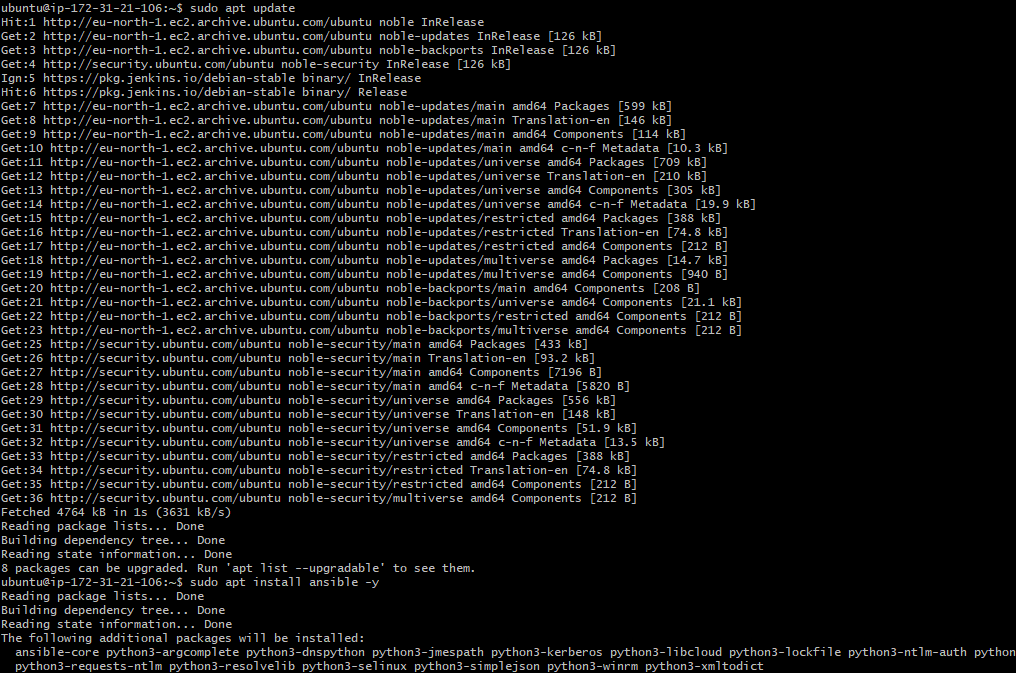 ubuntu@ip-172-31-21-106:~$ sudo apt update
Hit:1 http://eu-north-1.ec2.archive.ubuntu.com/ubuntu noble InRelease
Get:2 http://eu-north-1.ec2.archive.ubuntu.com/ubuntu noble-updates InRelease [126 kB]
Get:3 http://eu-north-1.ec2.archive.ubuntu.com/ubuntu noble-backports InRelease [126 kB]
Get:4 http://security.ubuntu.com/ubuntu noble-security InRelease [126 kB]
Ign:5 https://pkg.jenkins.io/debian-stable binary/ InRelease
Hit:6 https://pkg.jenkins.io/debian-stable binary/ Release
Get:7 http://eu-north-1.ec2.archive.ubuntu.com/ubuntu noble-updates/main amd64 Packages [599 kB]
Get:8 http://eu-north-1.ec2.archive.ubuntu.com/ubuntu noble-updates/main Translation-en [146 kB]
Get:9 http://eu-north-1.ec2.archive.ubuntu.com/ubuntu noble-updates/main amd64 Components [114 kB]
Get:10 http://eu-north-1.ec2.archive.ubuntu.com/ubuntu noble-updates/main amd64 c-n-f Metadata [10.3 kB]
Get:11 http://eu-north-1.ec2.archive.ubuntu.com/ubuntu noble-updates/universe amd64 Packages [709 kB]
Get:12 http://eu-north-1.ec2.archive.ubuntu.com/ubuntu noble-updates/universe Translation-en [210 kB]
Get:13 http://eu-north-1.ec2.archive.ubuntu.com/ubuntu noble-updates/universe amd64 Components [305 kB]
Get:14 http://eu-north-1.ec2.archive.ubuntu.com/ubuntu noble-updates/universe amd64 c-n-f Metadata [19.9 kB]
Get:15 http://eu-north-1.ec2.archive.ubuntu.com/ubuntu noble-updates/restricted amd64 Packages [388 kB]
Get:16 http://eu-north-1.ec2.archive.ubuntu.com/ubuntu noble-updates/restricted Translation-en [74.8 kB]
Get:17 http://eu-north-1.ec2.archive.ubuntu.com/ubuntu noble-updates/restricted amd64 Components [212 B]
Get:18 http://eu-north-1.ec2.archive.ubuntu.com/ubuntu noble-updates/multiverse amd64 Packages [14.7 kB]
Get:19 http://eu-north-1.ec2.archive.ubuntu.com/ubuntu noble-updates/multiverse amd64 Components [940 B]
Get:20 http://eu-north-1.ec2.archive.ubuntu.com/ubuntu noble-backports/main amd64 Components [208 B]
Get:21 http://eu-north-1.ec2.archive.ubuntu.com/ubuntu noble-backports/universe amd64 Components [21.1 kB]
Get:22 http://eu-north-1.ec2.archive.ubuntu.com/ubuntu noble-backports/restricted amd64 Components [212 B]
Get:23 http://eu-north-1.ec2.archive.ubuntu.com/ubuntu noble-backports/multiverse amd64 Components [212 B]
Get:25 http://security.ubuntu.com/ubuntu noble-security/main amd64 Packages [433 kB]
Get:26 http://security.ubuntu.com/ubuntu noble-security/main Translation-en [93.2 kB]
Get:27 http://security.ubuntu.com/ubuntu noble-security/main amd64 Components [7196 B]
Get:28 http://security.ubuntu.com/ubuntu noble-security/main amd64 c-n-f Metadata [5820 B]
Get:29 http://security.ubuntu.com/ubuntu noble-security/universe amd64 Packages [556 kB]
Get:30 http://security.ubuntu.com/ubuntu noble-security/universe Translation-en [148 kB]
Get:31 http://security.ubuntu.com/ubuntu noble-security/universe amd64 Components [51.9 kB]
Get:32 http://security.ubuntu.com/ubuntu noble-security/universe amd64 c-n-f Metadata [13.5 kB]
Get:33 http://security.ubuntu.com/ubuntu noble-security/restricted amd64 Packages [388 kB]
Get:34 http://security.ubuntu.com/ubuntu noble-security/restricted Translation-en [74.8 kB]
Get:35 http://security.ubuntu.com/ubuntu noble-security/restricted amd64 Components [212 B]
Get:36 http://security.ubuntu.com/ubuntu noble-security/multiverse amd64 Components [212 B]
Fetched 4764 kB in 1s (3631 kB/s)
Reading package lists... Done
Building dependency tree... Done
Reading state information... Done
8 packages can be upgraded. Run 'apt list --upgradable' to see them.
ubuntu@ip-172-31-21-106:~$ sudo apt install ansible -y
Reading package lists... Done
Building dependency tree... Done
Reading state information... Done
The following additional packages will be installed:
  ansible-core python3-argcomplete python3-dnspython python3-jmespath python3-kerberos python3-libcloud python3-lockfile python3-ntlm-auth python
  python3-requests-ntlm python3-resolvelib python3-selinux python3-simplejson python3-winrm python3-xmltodict